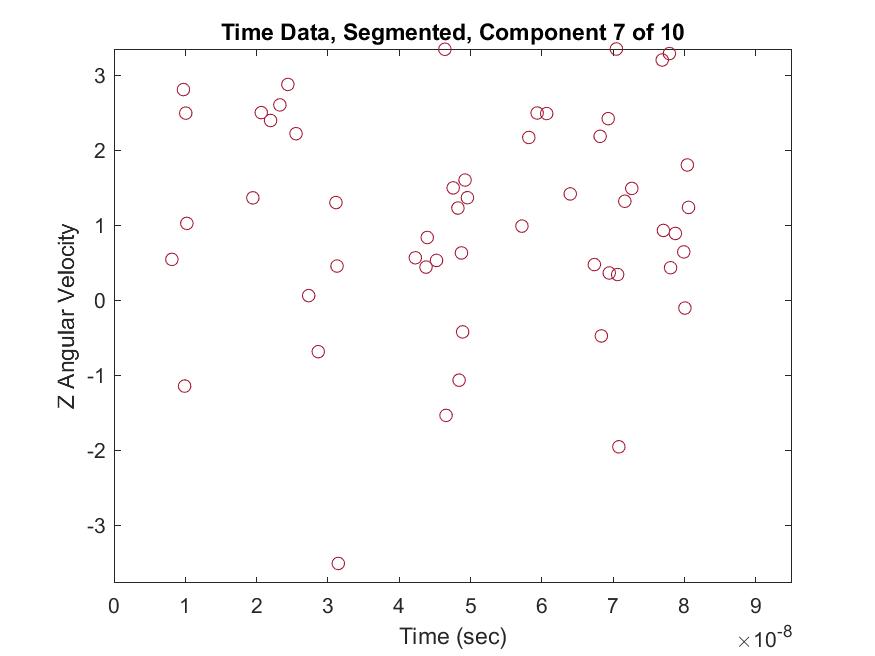 Time Data, Segmented, Component 7 of 10
3
2
1
0
-1
-2
-3
Z Angular Velocity
0 1 2 3 4 5 6 7 8 9
Time (sec)
×10-8